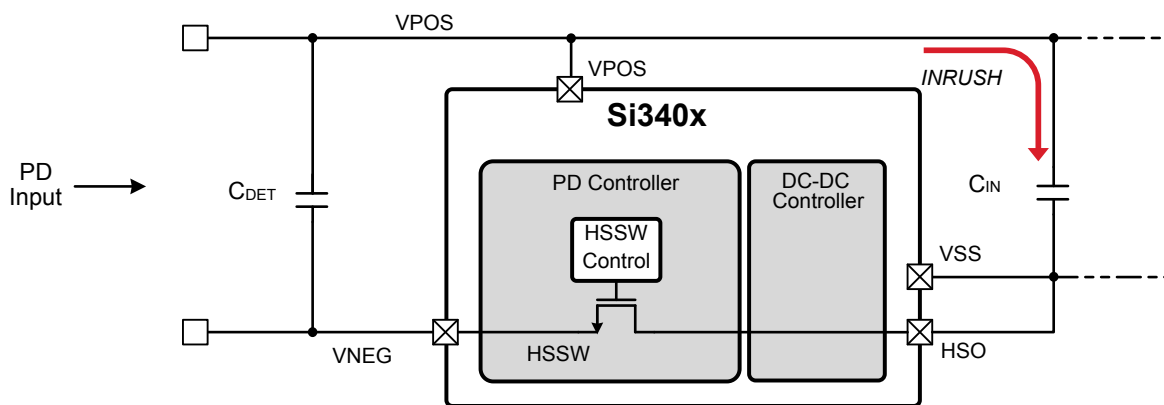 VPOS
VPOS
INRUSH
Si340x
PD
Input
CDET
PD Controller
DC-DC
Controller
CIN
HSSW
Control
VSS
VNEG
HSSW
HSO